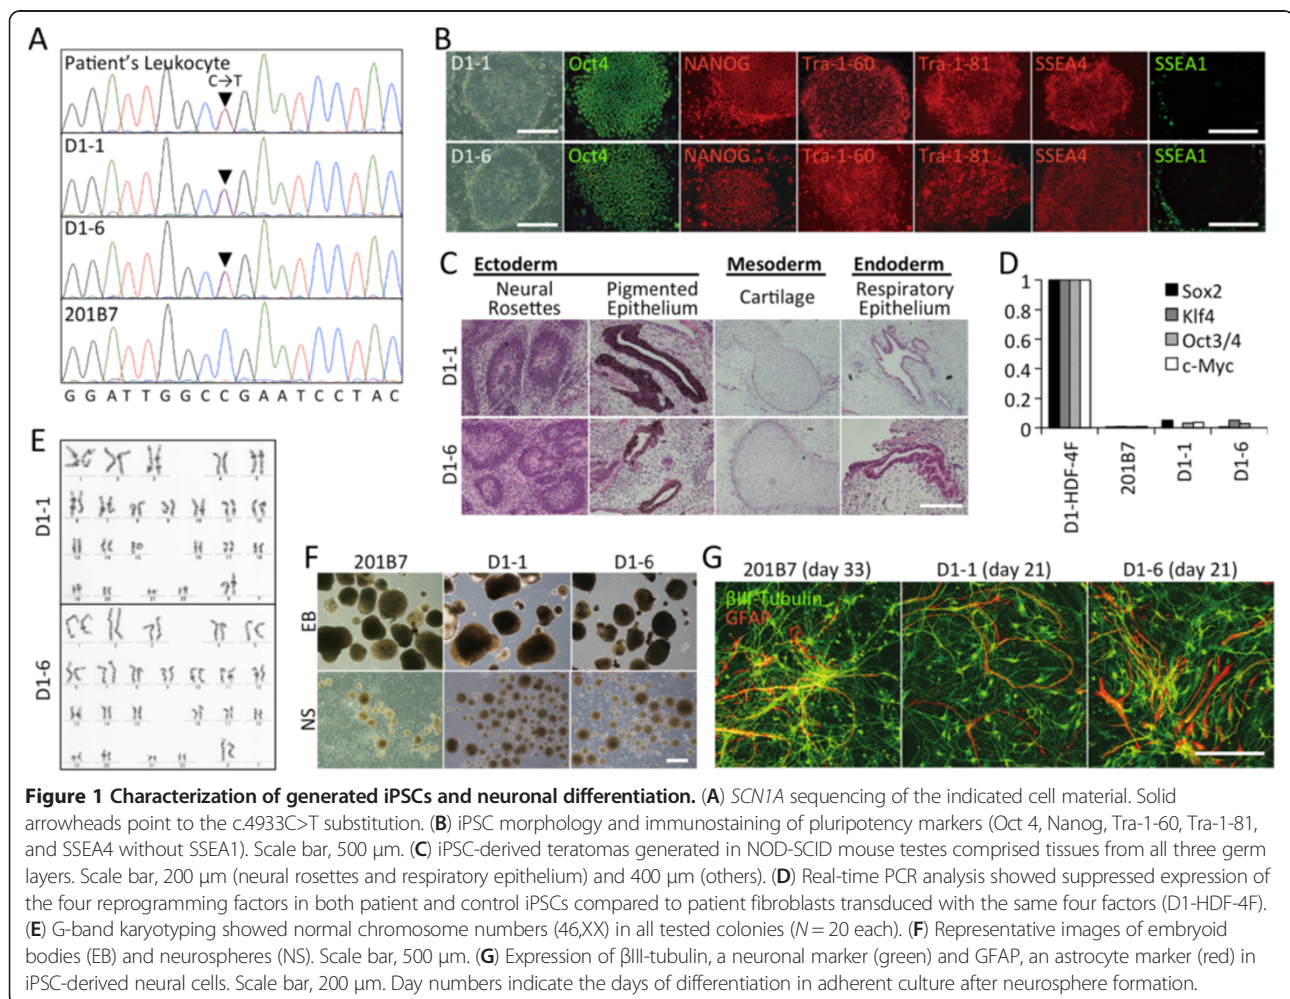 A
Patient's Leukocyte
C→T
D1-1
D1-6
201B7
G G A T T G G C C G A A T C C T A C
B
D1-1 Oct4 NANOG Tra-1-60 Tra-1-81 SSEA4 SSEA1
D1-6 Oct4 NANOG Tra-1-60 Tra-1-81 SSEA4 SSEA1
C
Ectoderm Mesoderm Endoderm
Neural Rosettes Pigmented Epithelium Cartilage Respiratory Epithelium
D1-1
D1-6
D
1
0.8
0.6
0.4
0.2
0
Sox2
Klf4
Oct3/4
c-Myc
D1-HDF-4F 201B7 D1-1 D1-6
E
D1-1
D1-6
F
201B7 D1-1 D1-6
EB
NS
G
201B7 (day 33) D1-1 (day 21) D1-6 (day 21)
βIII-Tubulin
GFAP
Figure 1 Characterization of generated iPSCs and neuronal differentiation. (A) SCN1A sequencing of the indicated cell material. Solid
arrowheads point to the c.4933C>T substitution. (B) iPSC morphology and immunostaining of pluripotency markers (Oct 4, Nanog, Tra-1-60, Tra-1-81,
and SSEA4 without SSEA1). Scale bar, 500 μm. (C) iPSC-derived teratomas generated in NOD-SCID mouse testes comprised tissues from all three germ
layers. Scale bar, 200 μm (neural rosettes and respiratory epithelium) and 400 μm (others). (D) Real-time PCR analysis showed suppressed expression of
the four reprogramming factors in both patient and control iPSCs compared to patient fibroblasts transduced with the same four factors (D1-HDF-4F).
(E) G-band karyotyping showed normal chromosome numbers (46,XX) in all tested colonies (N = 20 each). (F) Representative images of embryoid
bodies (EB) and neurospheres (NS). Scale bar, 500 μm. (G) Expression of βIII-tubulin, a neuronal marker (green) and GFAP, an astrocyte marker (red) in
iPSC-derived neural cells. Scale bar, 200 μm. Day numbers indicate the days of differentiation in adherent culture after neurosphere formation.